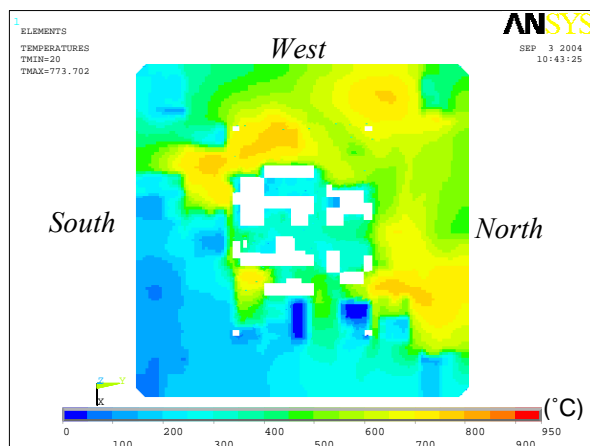 1
ELEMENTS
TEMPERATURES
TMIN=20
TMAX=773.702
ANSYS
SEP 3 2004
10:43:25
West
South
North
Z Y
X
(°C)
0 200 400 600 800 950
100 300 500 700 900